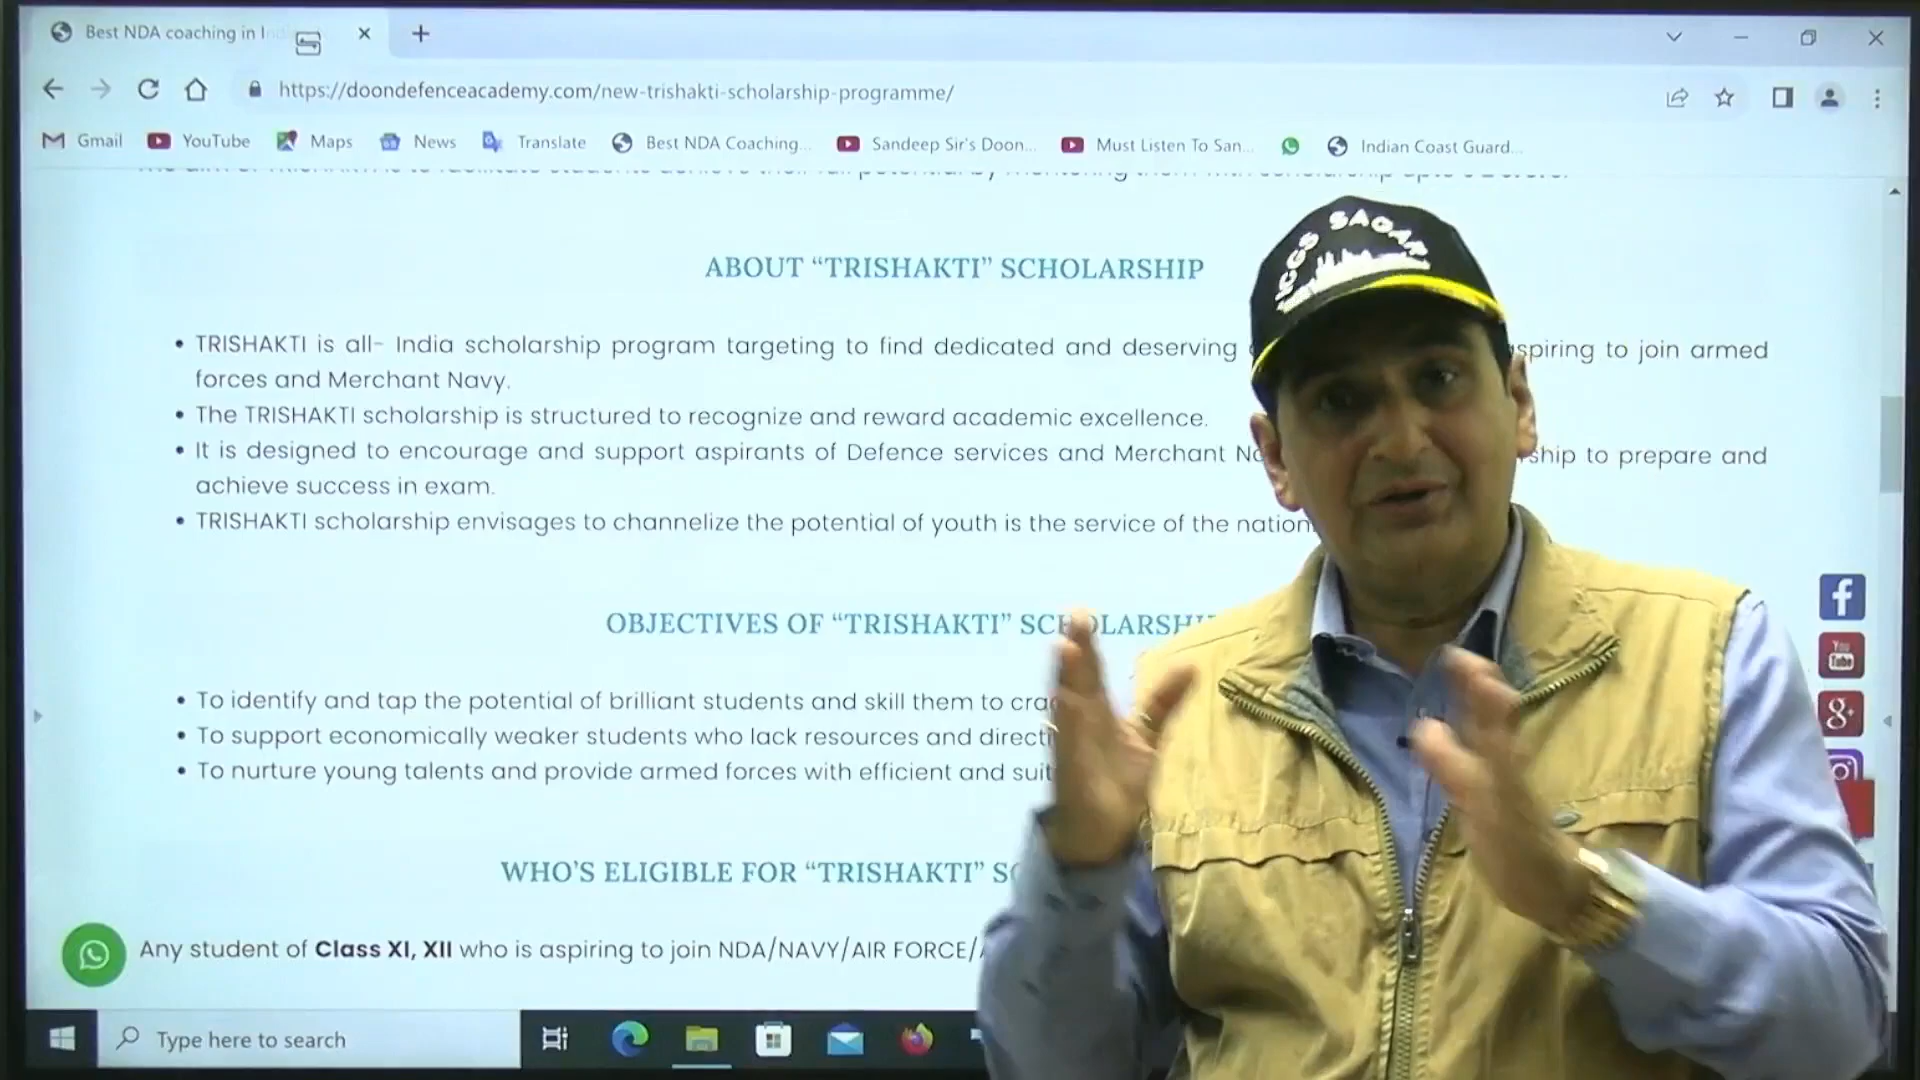 Best NDA coaching in In
https://doondefenceacademy.com/new-trishakti-scholarship-programme/
Gmail YouTube Maps News Translate Best NDA Coaching... Sandeep Sir's Doon... Must Listen To San... Indian Coast Guard...
ABOUT “TRISHAKTI” SCHOLARSHIP
ICGS SAGAR
• TRISHAKTI is all- India scholarship program targeting to find dedicated and deserving spiring to join armed
forces and Merchant Navy.
• The TRISHAKTI scholarship is structured to recognize and reward academic excellence.
• It is designed to encourage and support aspirants of Defence services and Merchant Na ship to prepare and
achieve success in exam.
• TRISHAKTI scholarship envisages to channelize the potential of youth is the service of the nation.
OBJECTIVES OF “TRISHAKTI” SCHOLARSHI
• To identify and tap the potential of brilliant students and skill them to cra
• To support economically weaker students who lack resources and directi
• To nurture young talents and provide armed forces with efficient and suit
You
Tube
g+
WHO'S ELIGIBLE FOR “TRISHAKTI” SC
Any student of Class XI, XII who is aspiring to join NDA/NAVY/AIR FORCE/
Type here to search